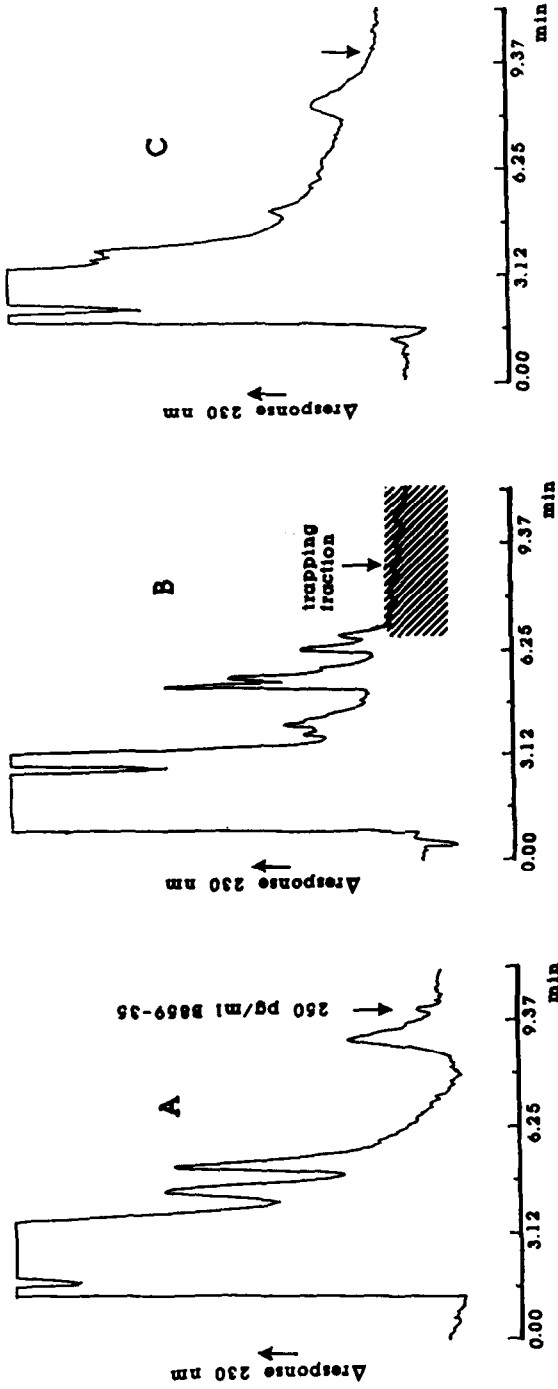 A
250 pg/ml B859-35
Δresponse 230 nm
0.00 3.12 6.25 9.37
min
B
trapping
fraction
Δresponse 230 nm
0.00 3.12 6.25 9.37
min
C
Δresponse 230 nm
0.00 3.12 6.25 9.37
min